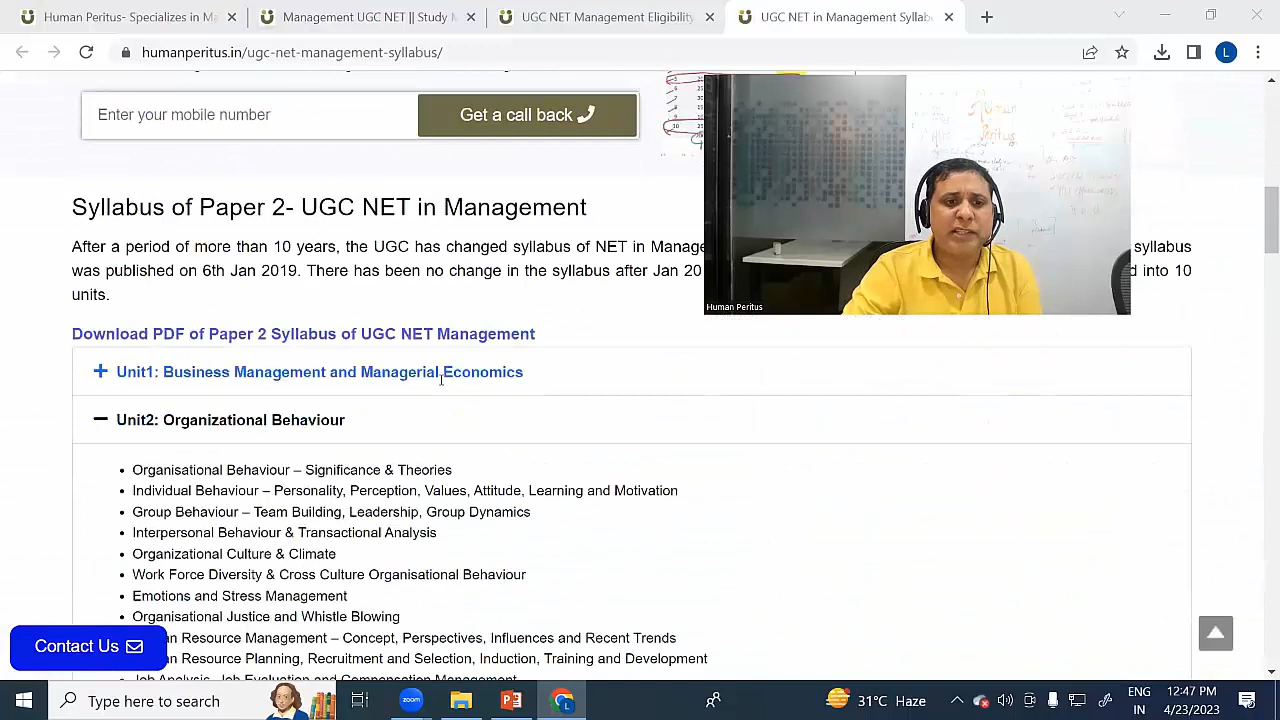 Human Peritus- Specializes in Ma
Management UGC NET || Study M
UGC NET Management Eligibility
UGC NET in Management Syllab
humanperitus.in/ugc-net-management-syllabus/
L
Enter your mobile number
Get a call back
Human Peritus
Syllabus of Paper 2- UGC NET in Management
After a period of more than 10 years, the UGC has changed syllabus of NET in Manage syllabus
was published on 6th Jan 2019. There has been no change in the syllabus after Jan 20 d into 10
units.
Download PDF of Paper 2 Syllabus of UGC NET Management
Unit1: Business Management and Managerial Economics
Unit2: Organizational Behaviour
Organisational Behaviour – Significance & Theories
Individual Behaviour – Personality, Perception, Values, Attitude, Learning and Motivation
Group Behaviour – Team Building, Leadership, Group Dynamics
Interpersonal Behaviour & Transactional Analysis
Organizational Culture & Climate
Work Force Diversity & Cross Culture Organisational Behaviour
Emotions and Stress Management
Organisational Justice and Whistle Blowing
n Resource Management – Concept, Perspectives, Influences and Recent Trends
n Resource Planning, Recruitment and Selection, Induction, Training and Development
Job Analysis, Job Evaluation and Compensation Management
Contact Us
Type here to search
zoom
31°C Haze
ENG
IN
12:47 PM
4/23/2023